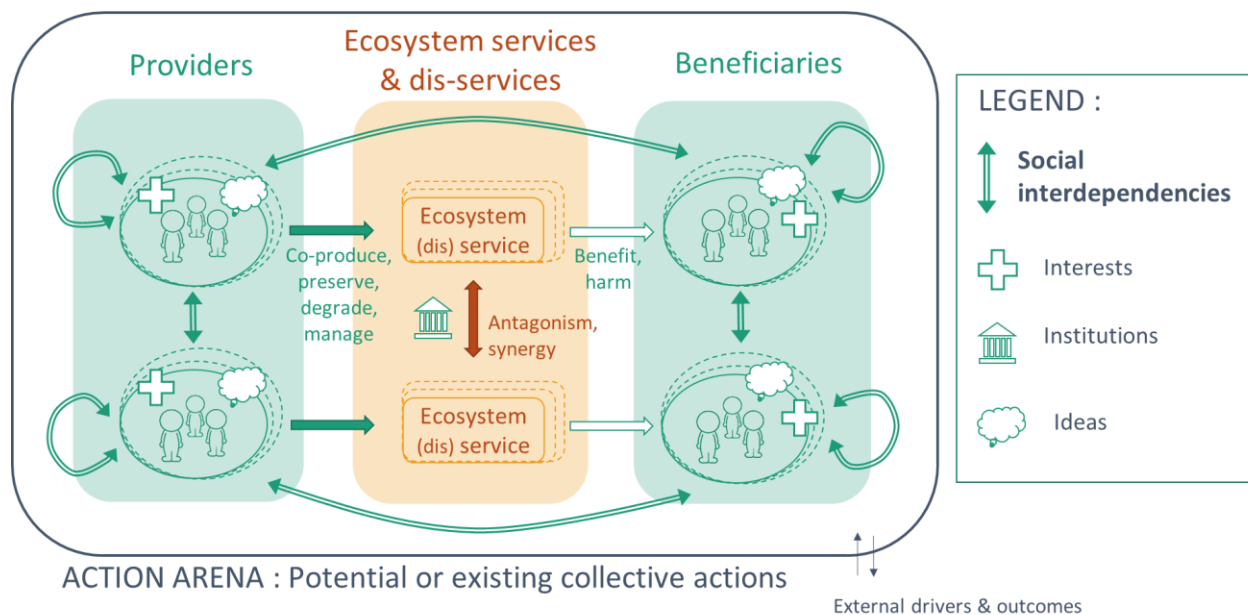 Providers
Ecosystem services
& dis-services
Beneficiaries
Ecosystem
(dis) service
Co-produce,
preserve,
degrade,
manage
Benefit,
harm
Antagonism,
synergy
Ecosystem
(dis) service
ACTION ARENA : Potential or existing collective actions
External drivers & outcomes
LEGEND :
Social
interdependencies
Interests
Institutions
Ideas